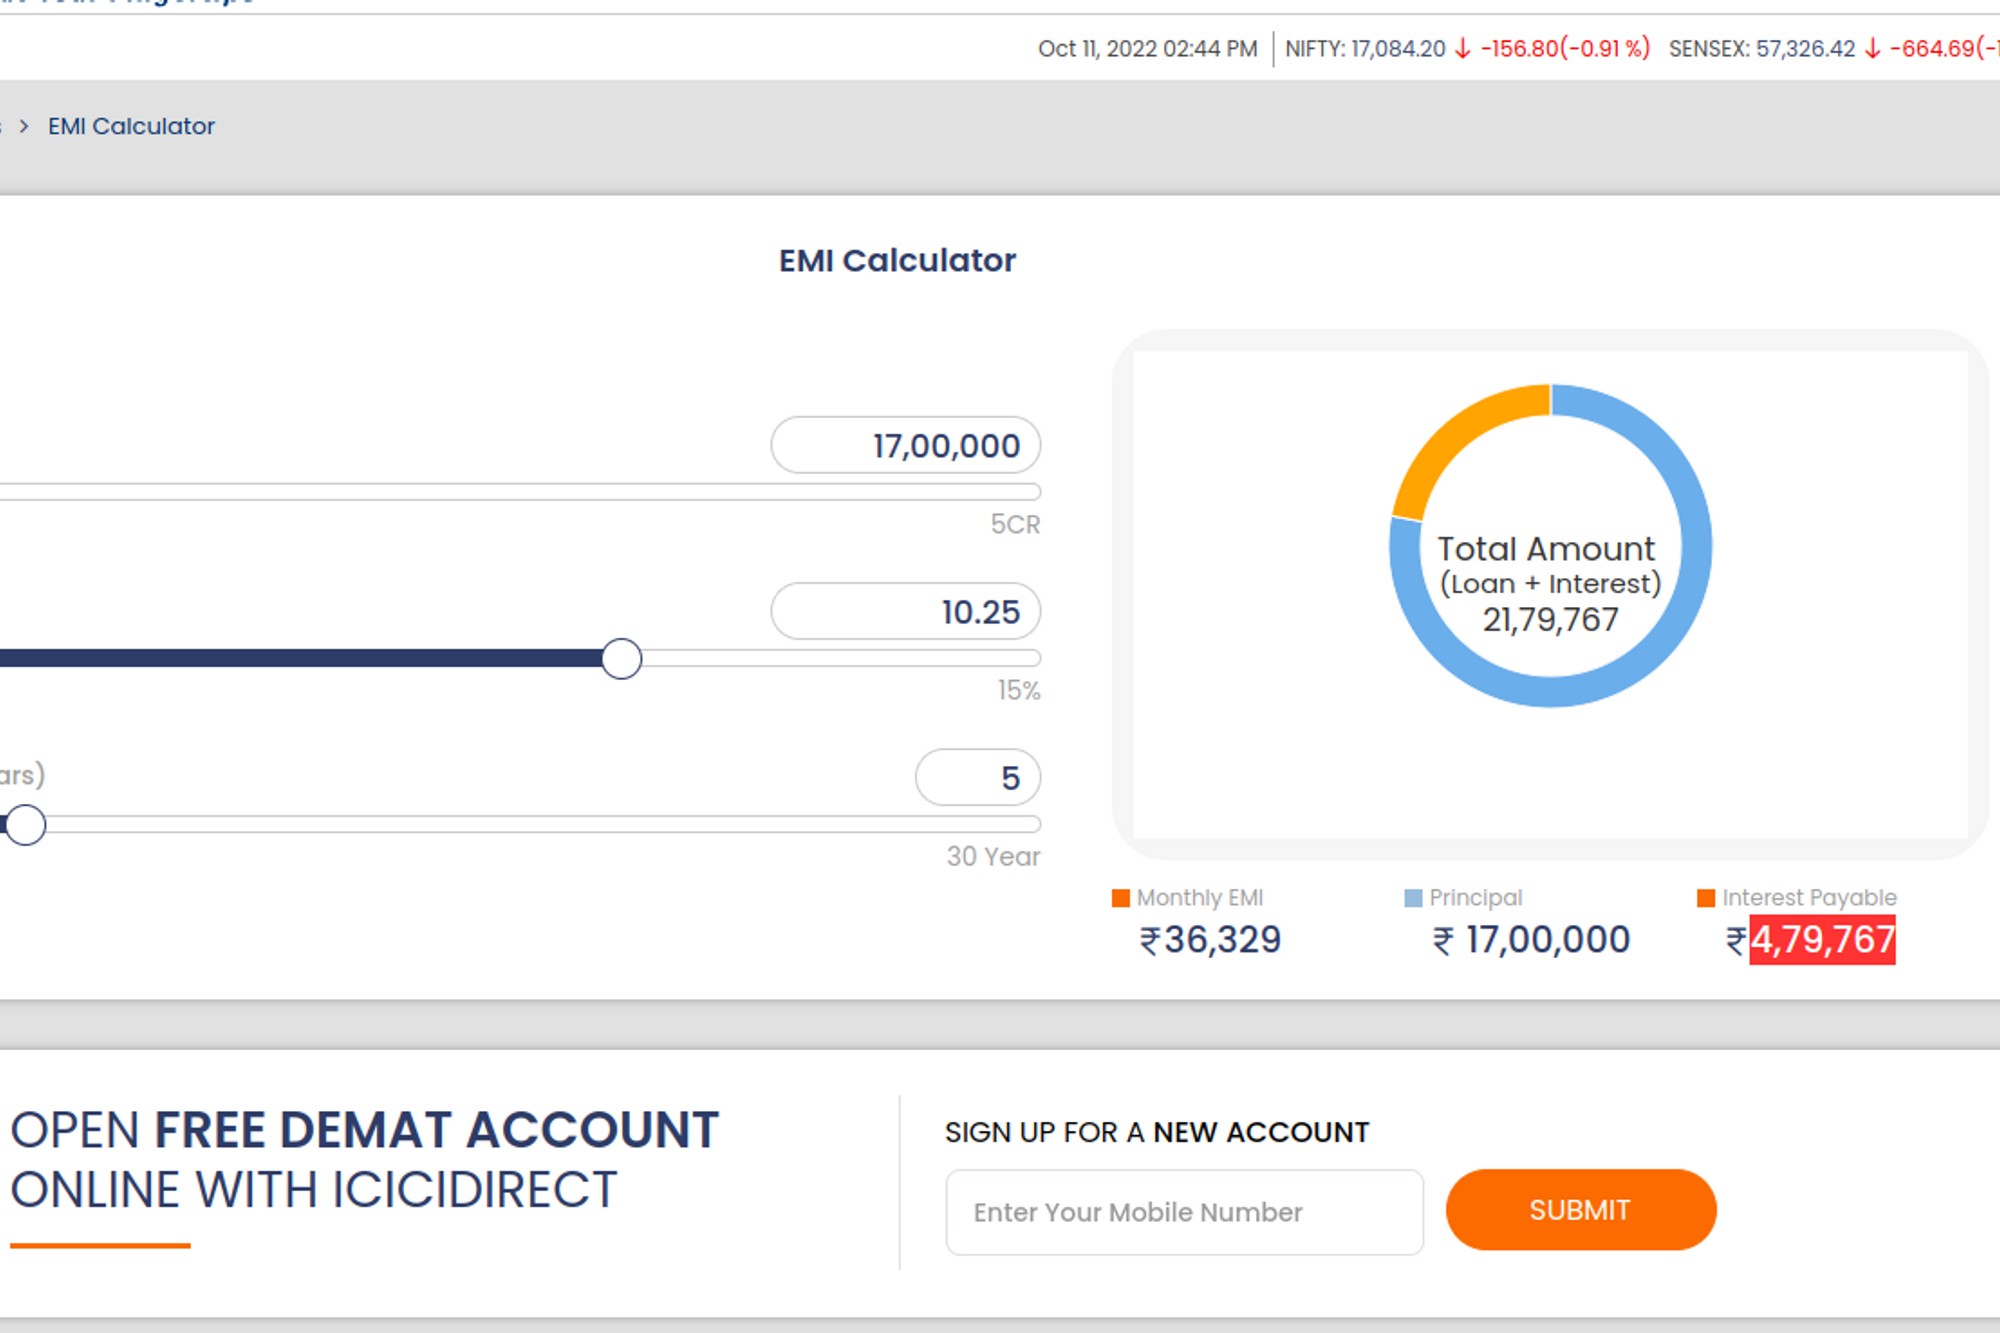 Oct 11, 2022 02:44 PM NIFTY: 17,084.20 ↓ -156.80(-0.91 %) SENSEX: 57,326.42 ↓ -664.69(-1
> EMI Calculator
EMI Calculator
17,00,000
5CR
10.25
15%
ars)
5
30 Year
Total Amount
(Loan + Interest)
21,79,767
Monthly EMI
₹36,329
Principal
₹ 17,00,000
Interest Payable
₹4,79,767
OPEN FREE DEMAT ACCOUNT
ONLINE WITH ICICIDIRECT
SIGN UP FOR A NEW ACCOUNT
Enter Your Mobile Number
SUBMIT